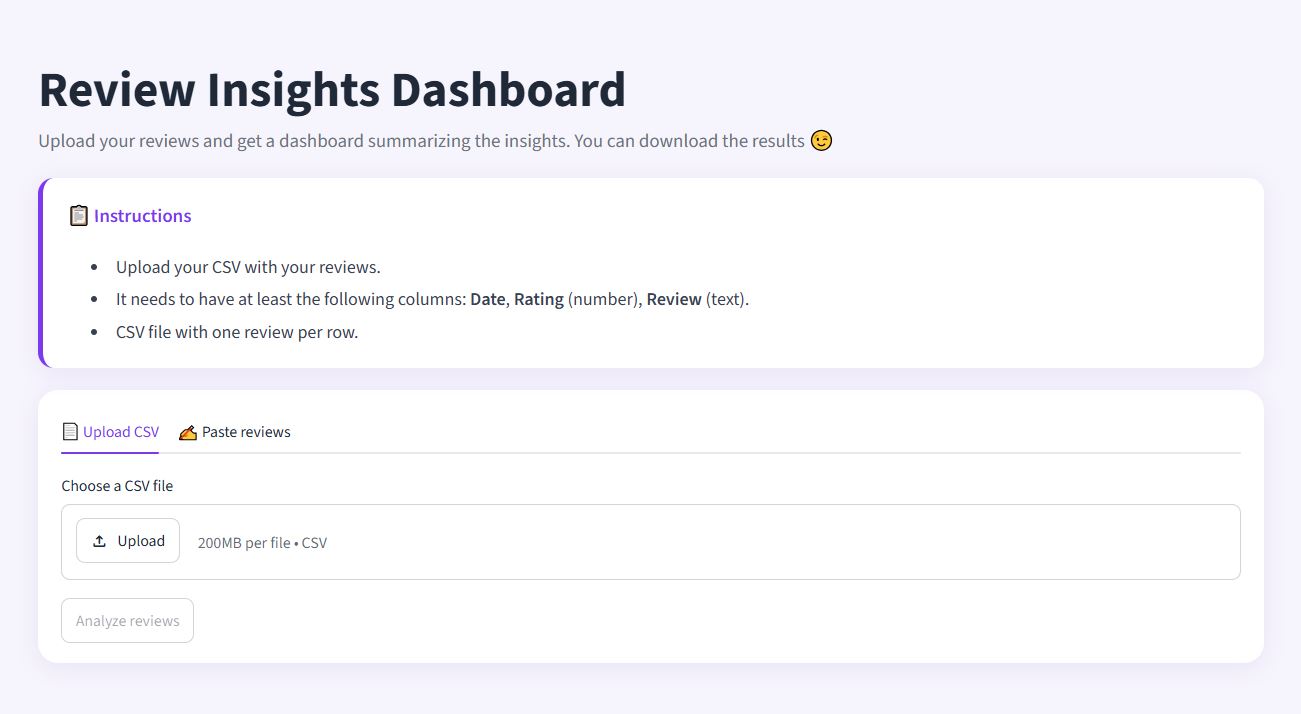 Review Insights Dashboard
Upload your reviews and get a dashboard summarizing the insights. You can download the results 😉
📋 Instructions
• Upload your CSV with your reviews.
• It needs to have at least the following columns: Date, Rating (number), Review (text).
• CSV file with one review per row.
📄 Upload CSV ✍️ Paste reviews
Choose a CSV file
Upload 200MB per file • CSV
Analyze reviews